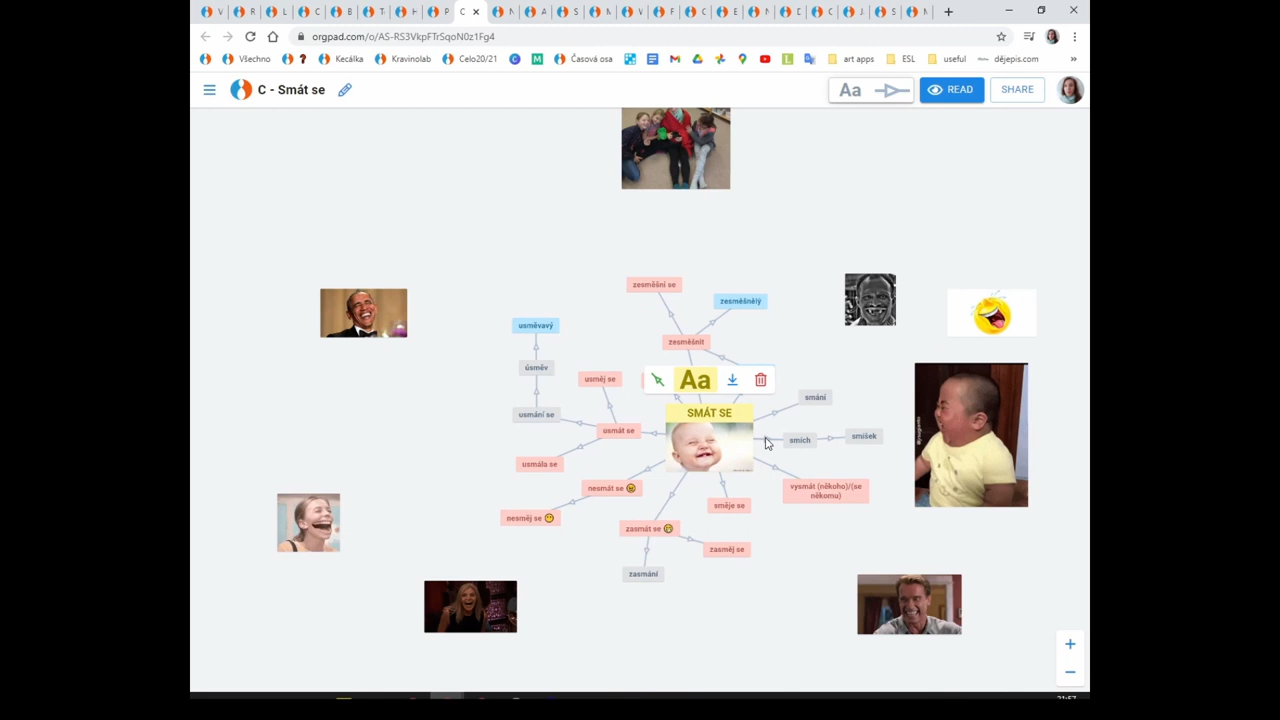 orgpad.com/o/AS-RS3VkpFTrSqoN0z1Fg4
Všechno
?
Kecálka
Kravinolab
Celo20/21
Časová osa
art apps
ESL
useful
dějepis.com
»
C - Smát se
Aa
READ
SHARE
zesměšni se
zesměšnělý
usměvavý
zesměšnit
úsměv
usměj se
Aa
smání
usmání se
SMÁT SE
usmát se
smích
smíšek
usmála se
nesmát se
vysmát (někoho)/(se
někomu)
směje se
nesměj se
zasmát se
zasměj se
zasmání